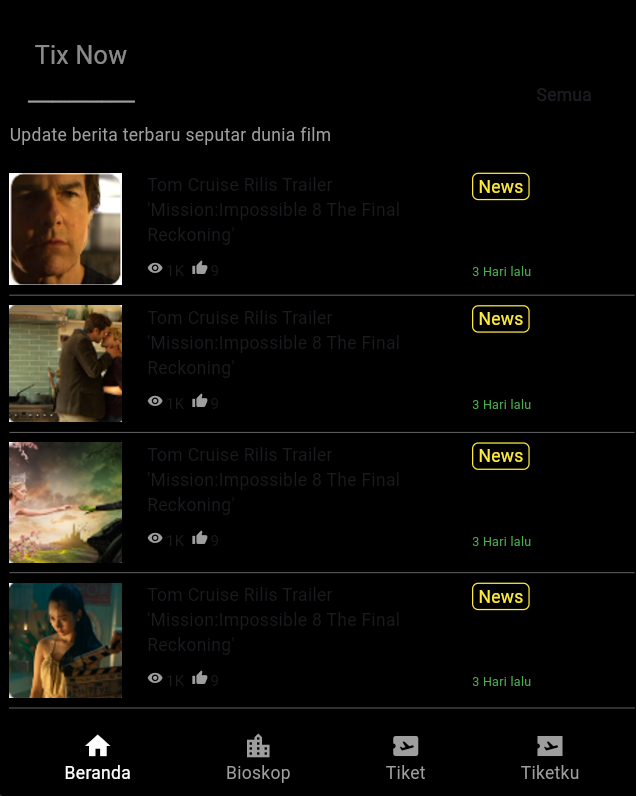 Tix Now
Semua
Update berita terbaru seputar dunia film
Tom Cruise Rilis Trailer
'Mission:Impossible 8 The Final
Reckoning'
News
1K 9
3 Hari lalu
Tom Cruise Rilis Trailer
'Mission:Impossible 8 The Final
Reckoning'
News
1K 9
3 Hari lalu
Tom Cruise Rilis Trailer
'Mission:Impossible 8 The Final
Reckoning'
News
1K 9
3 Hari lalu
Tom Cruise Rilis Trailer
'Mission:Impossible 8 The Final
Reckoning'
News
1K 9
3 Hari lalu
Beranda Bioskop Tiket Tiketku